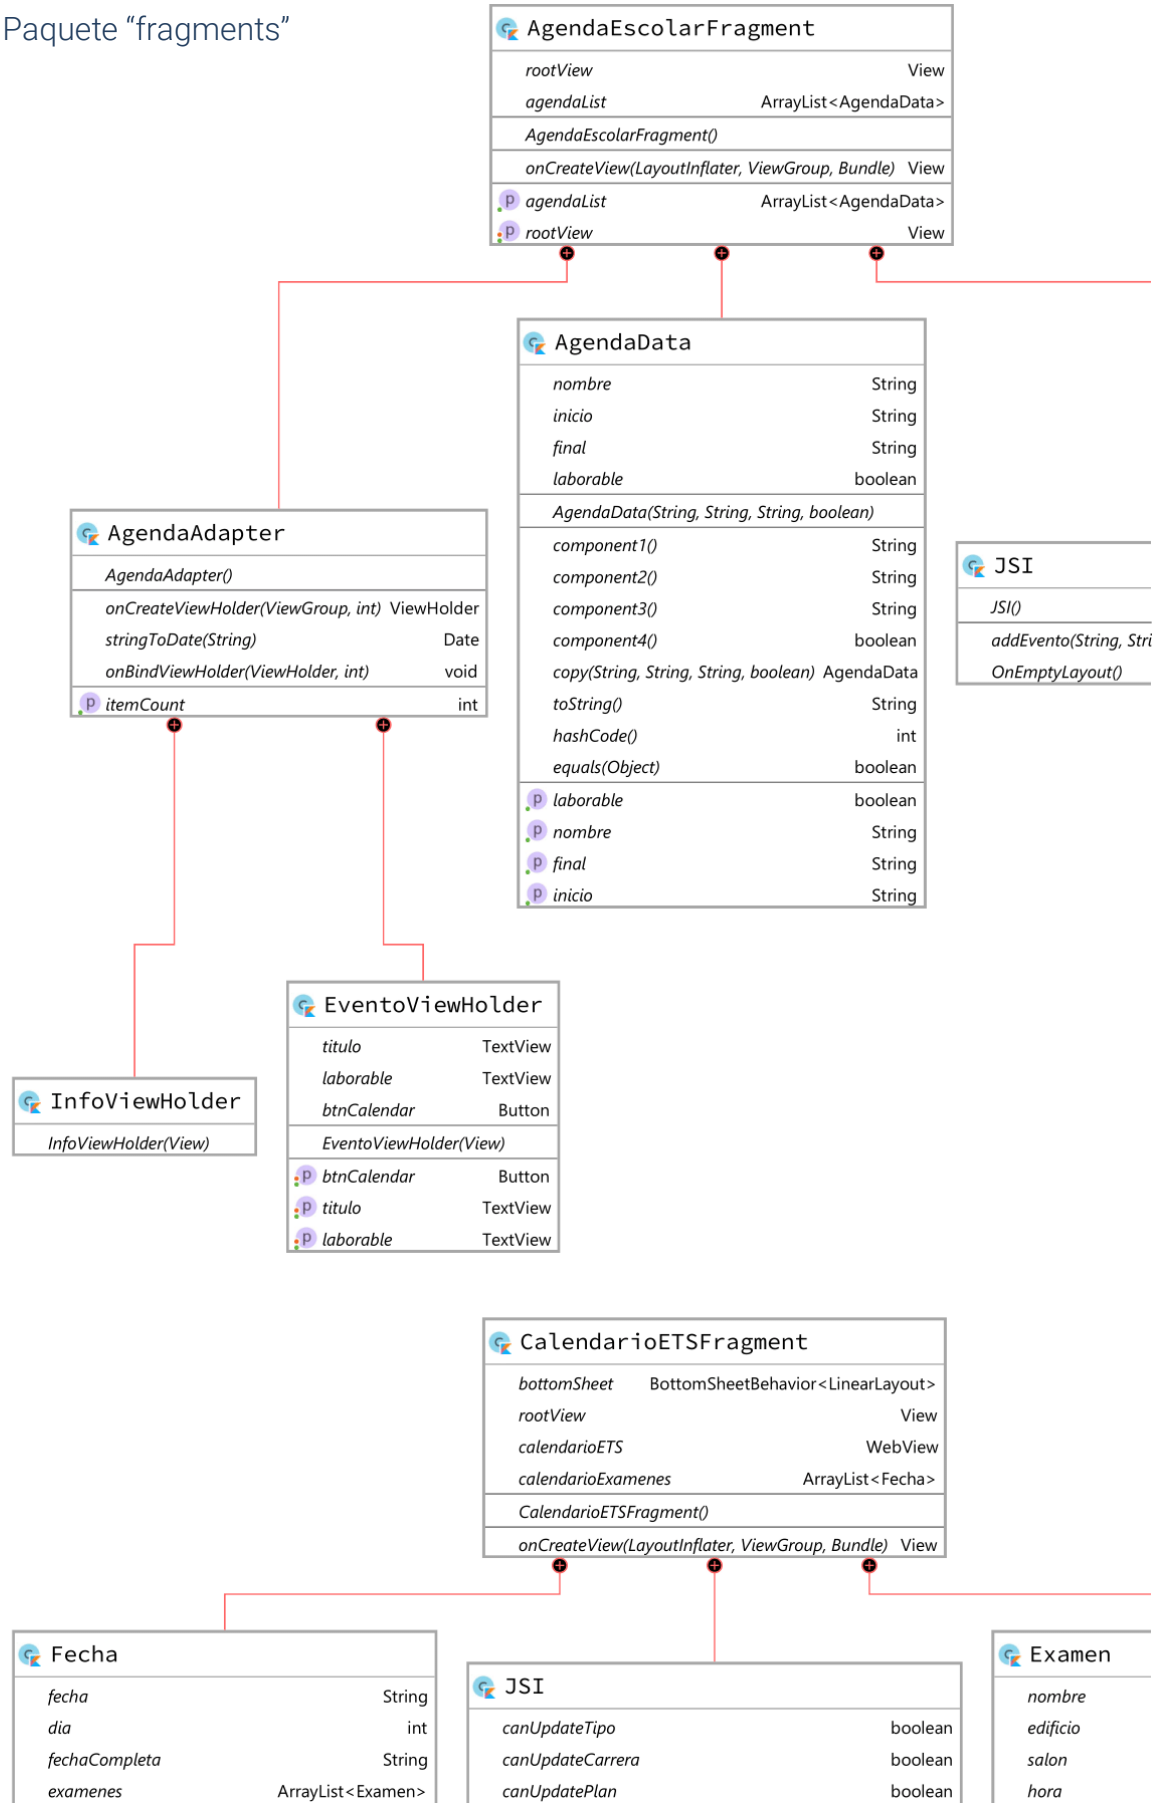 Paquete “fragments”
AgendaEscolarFragment
rootView View
agendaList ArrayList<AgendaData>
AgendaEscolarFragment()
onCreateView(LayoutInflater, ViewGroup, Bundle) View
p agendaList ArrayList<AgendaData>
p rootView View
AgendaData
nombre String
inicio String
final String
laborable boolean
AgendaData(String, String, String, boolean)
component1() String
component2() String
component3() String
component4() boolean
copy(String, String, String, boolean) AgendaData
toString() String
hashCode() int
equals(Object) boolean
p laborable boolean
p nombre String
p final String
p inicio String
AgendaAdapter
AgendaAdapter()
onCreateViewHolder(ViewGroup, int) ViewHolder
stringToDate(String) Date
onBindViewHolder(ViewHolder, int) void
p itemCount int
JSI
JSI()
addEvento(String, Stri
OnEmptyLayout()
EventoViewHolder
titulo TextView
laborable TextView
btnCalendar Button
EventoViewHolder(View)
p btnCalendar Button
p titulo TextView
p laborable TextView
InfoViewHolder
InfoViewHolder(View)
CalendarioETSFragment
bottomSheet BottomSheetBehavior<LinearLayout>
rootView View
calendarioETS WebView
calendarioExamenes ArrayList<Fecha>
CalendarioETSFragment()
onCreateView(LayoutInflater, ViewGroup, Bundle) View
Fecha
fecha String
dia int
fechaCompleta String
examenes ArrayList<Examen>
JSI
canUpdateTipo boolean
canUpdateCarrera boolean
canUpdatePlan boolean
Examen
nombre
edificio
salon
hora